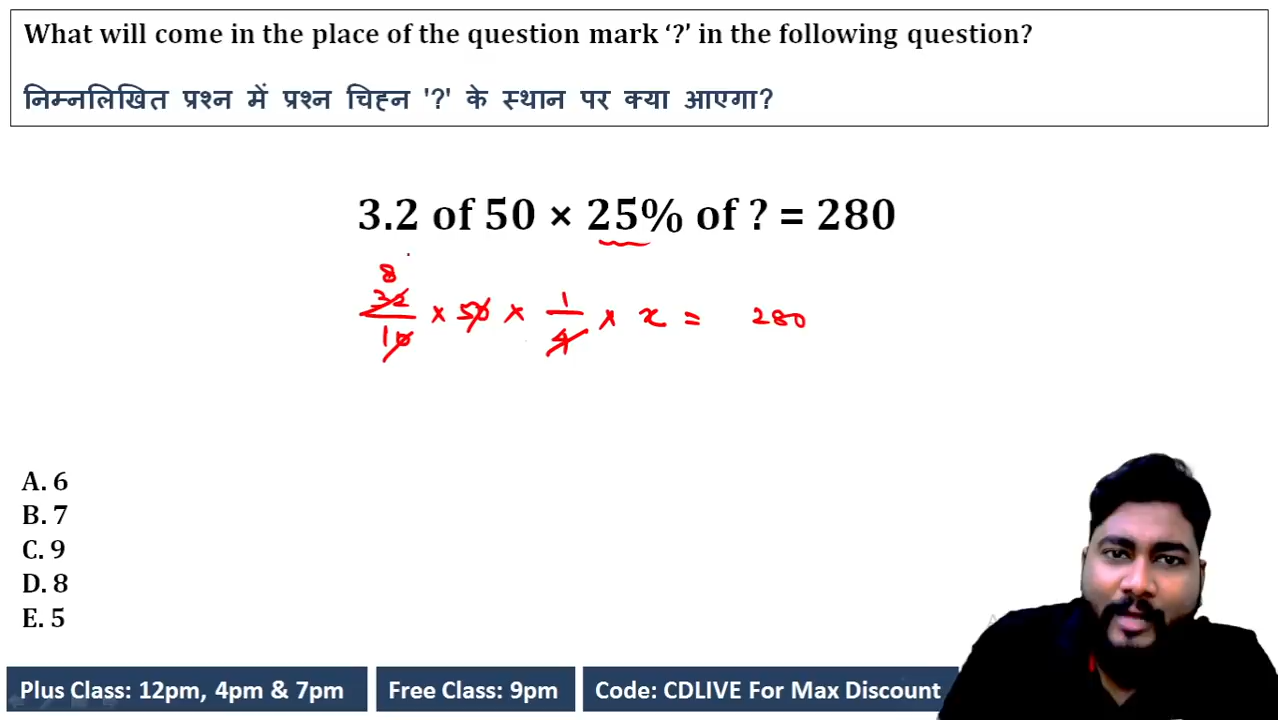 What will come in the place of the question mark ‘?’ in the following question?
निम्नलिखित प्रश्न में प्रश्न चिह्न '?' के स्थान पर क्या आएगा?
3.2 of 50 × 25% of ? = 280
8
32/10 × 50 × 1/4 × x = 280
A. 6
B. 7
C. 9
D. 8
E. 5
Plus Class: 12pm, 4pm & 7pm
Free Class: 9pm
Code: CDLIVE For Max Discount